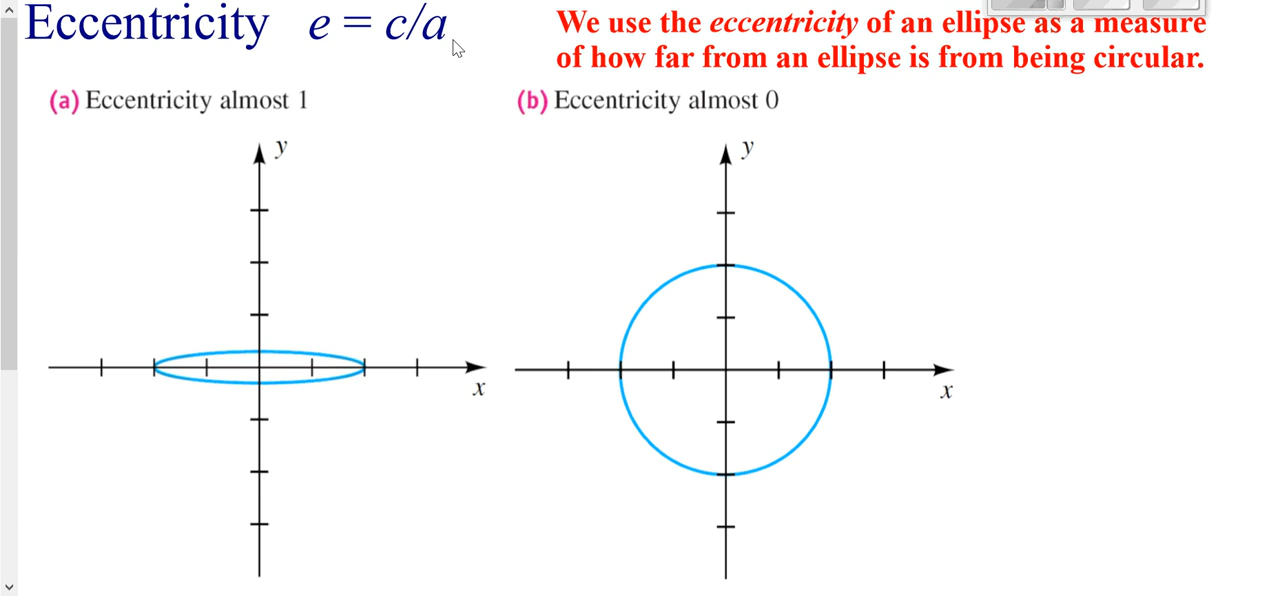 Eccentricity e = c/a
We use the eccentricity of an ellipse as a measure
of how far from an ellipse is from being circular.
(a) Eccentricity almost 1
(b) Eccentricity almost 0
y
y
x
x